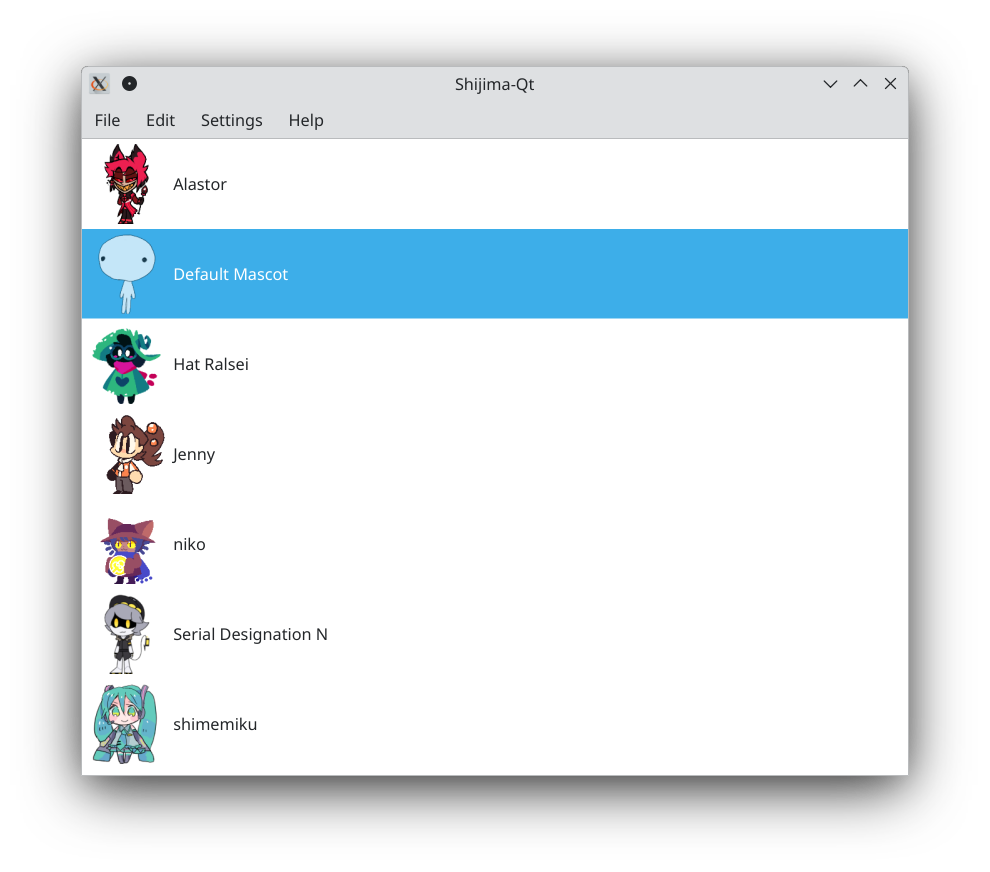 Shijima-Qt
File Edit Settings Help
Alastor
Default Mascot
Hat Ralsei
Jenny
niko
Serial Designation N
shimemiku